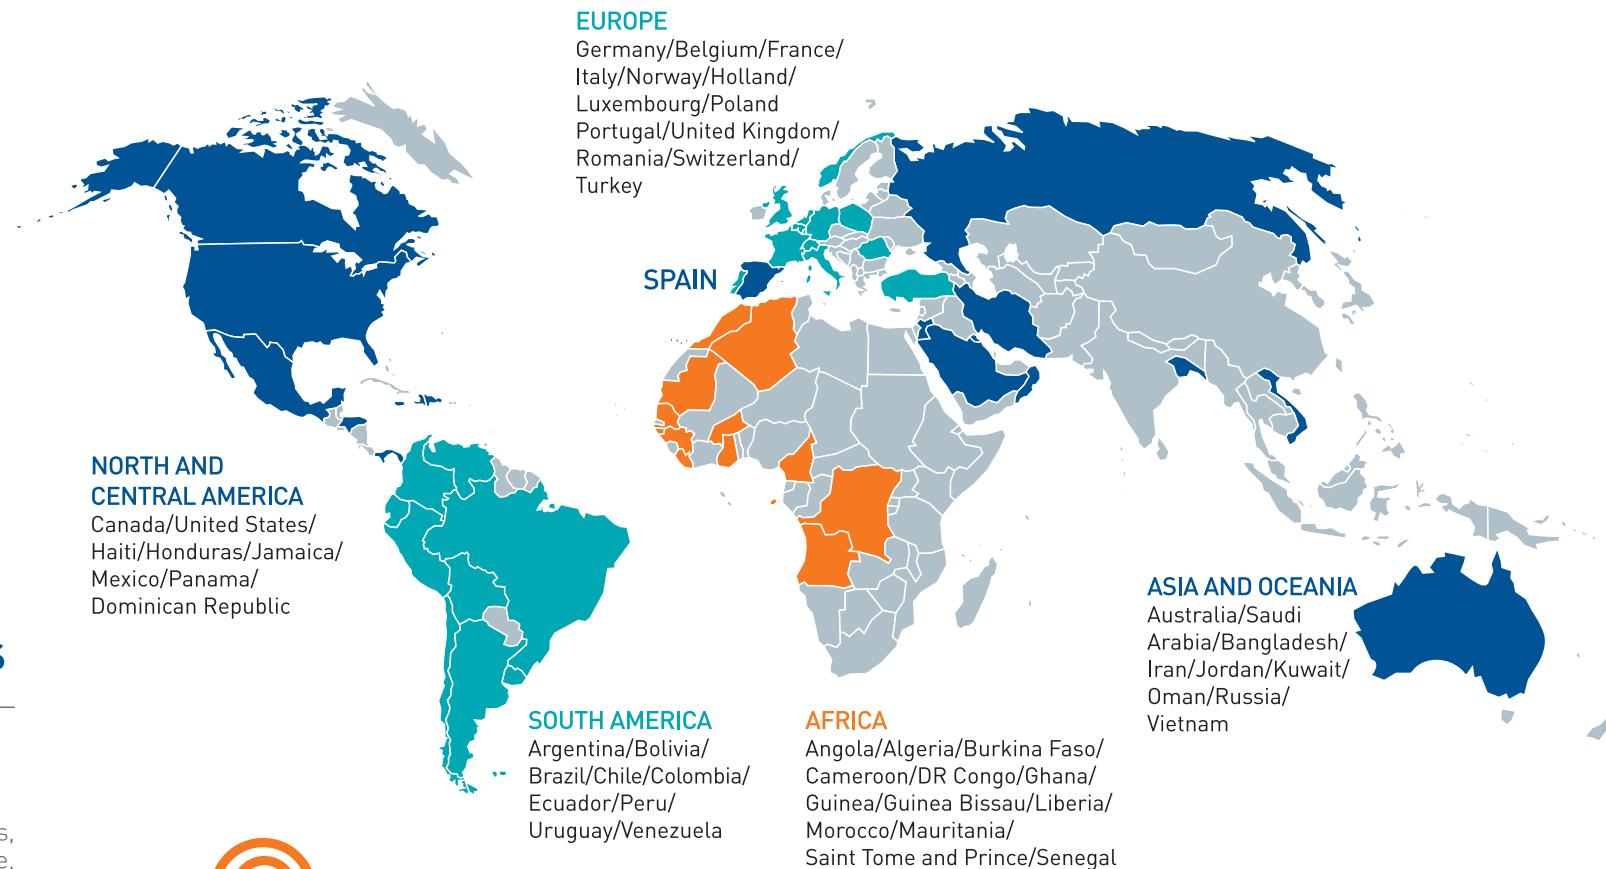 EUROPE
Germany/Belgium/France/
Italy/Norway/Holland/
Luxembourg/Poland
Portugal/United Kingdom/
Romania/Switzerland/
Turkey
SPAIN
NORTH AND
CENTRAL AMERICA
Canada/United States/
Haiti/Honduras/Jamaica/
Mexico/Panama/
Dominican Republic
ASIA AND OCEANIA
Australia/Saudi
Arabia/Bangladesh/
Iran/Jordan/Kuwait/
Oman/Russia/
Vietnam
SOUTH AMERICA
Argentina/Bolivia/
Brazil/Chile/Colombia/
Ecuador/Peru/
Uruguay/Venezuela
AFRICA
Angola/Algeria/Burkina Faso/
Cameroon/DR Congo/Ghana/
Guinea/Guinea Bissau/Liberia/
Morocco/Mauritania/
Saint Tome and Prince/Senegal